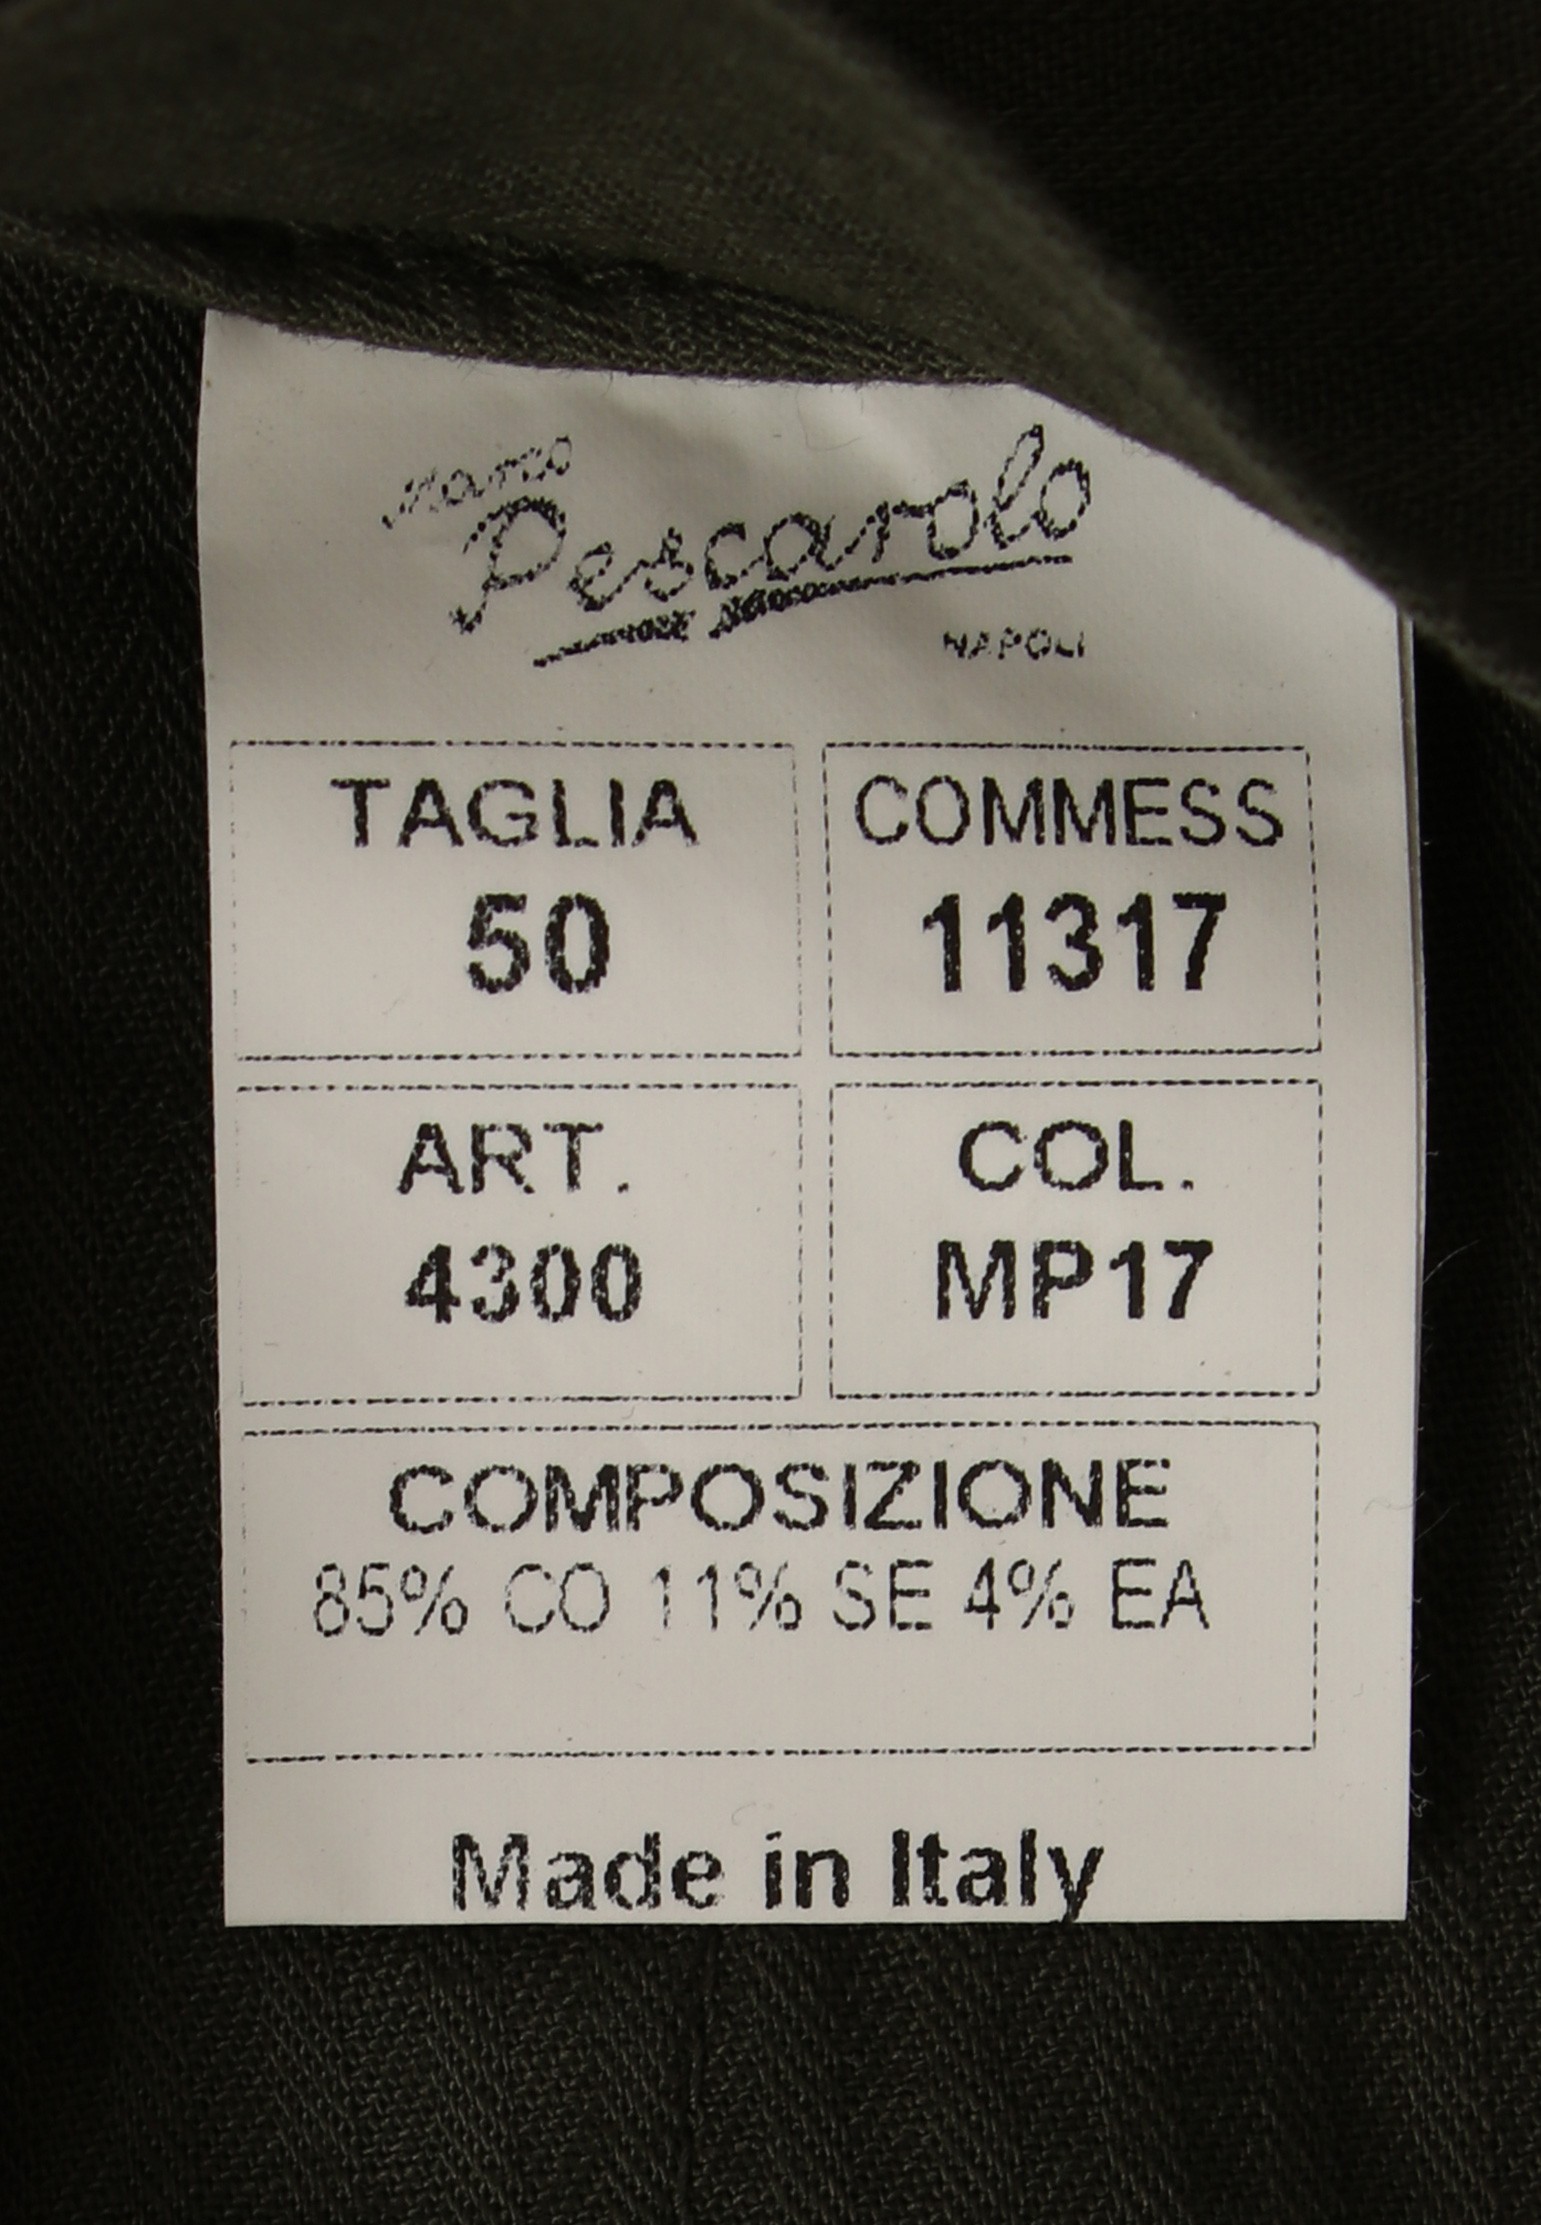 Marco
Pescarolo
NAPOLI
TAGLIA
50
COMMESS
11317
ART.
4300
COL.
MP17
COMPOSIZIONE
85% CO 11% SE 4% EA
Made in Italy